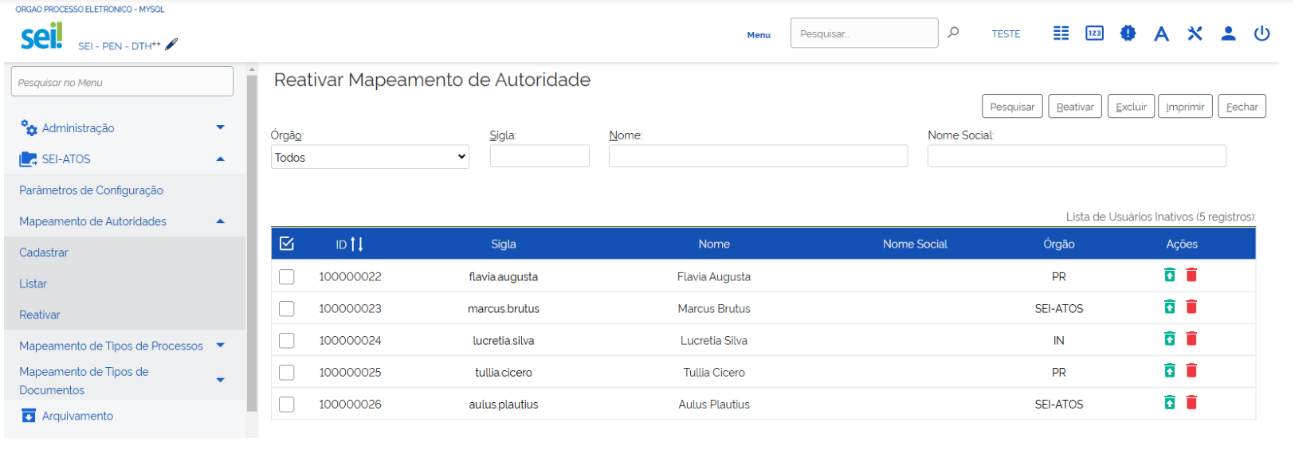 ORGAO PROCESSO ELETRONICO - MYSQL
sei!
SEI - PEN - DTH**
Menu
Pesquisar...
TESTE
123
A
Pesquisar no Menu
Administração
SEI-ATOS
Parâmetros de Configuração
Mapeamento de Autoridades
Cadastrar
Listar
Reativar
Mapeamento de Tipos de Processos
Mapeamento de Tipos de
Documentos
Arquivamento
Reativar Mapeamento de Autoridade
Pesquisar Reativar Excluir Imprimir Fechar
Órgão: Sigla: Nome: Nome Social:
Todos
Lista de Usuários Inativos (5 registros):
ID Sigla Nome Nome Social Órgão Ações
100000022 flavia.augusta Flavia Augusta PR
100000023 marcus.brutus Marcus Brutus SEI-ATOS
100000024 lucretia.silva Lucretia Silva IN
100000025 tullia.cicero Tullia Cicero PR
100000026 aulus.plautius Aulus Plautius SEI-ATOS